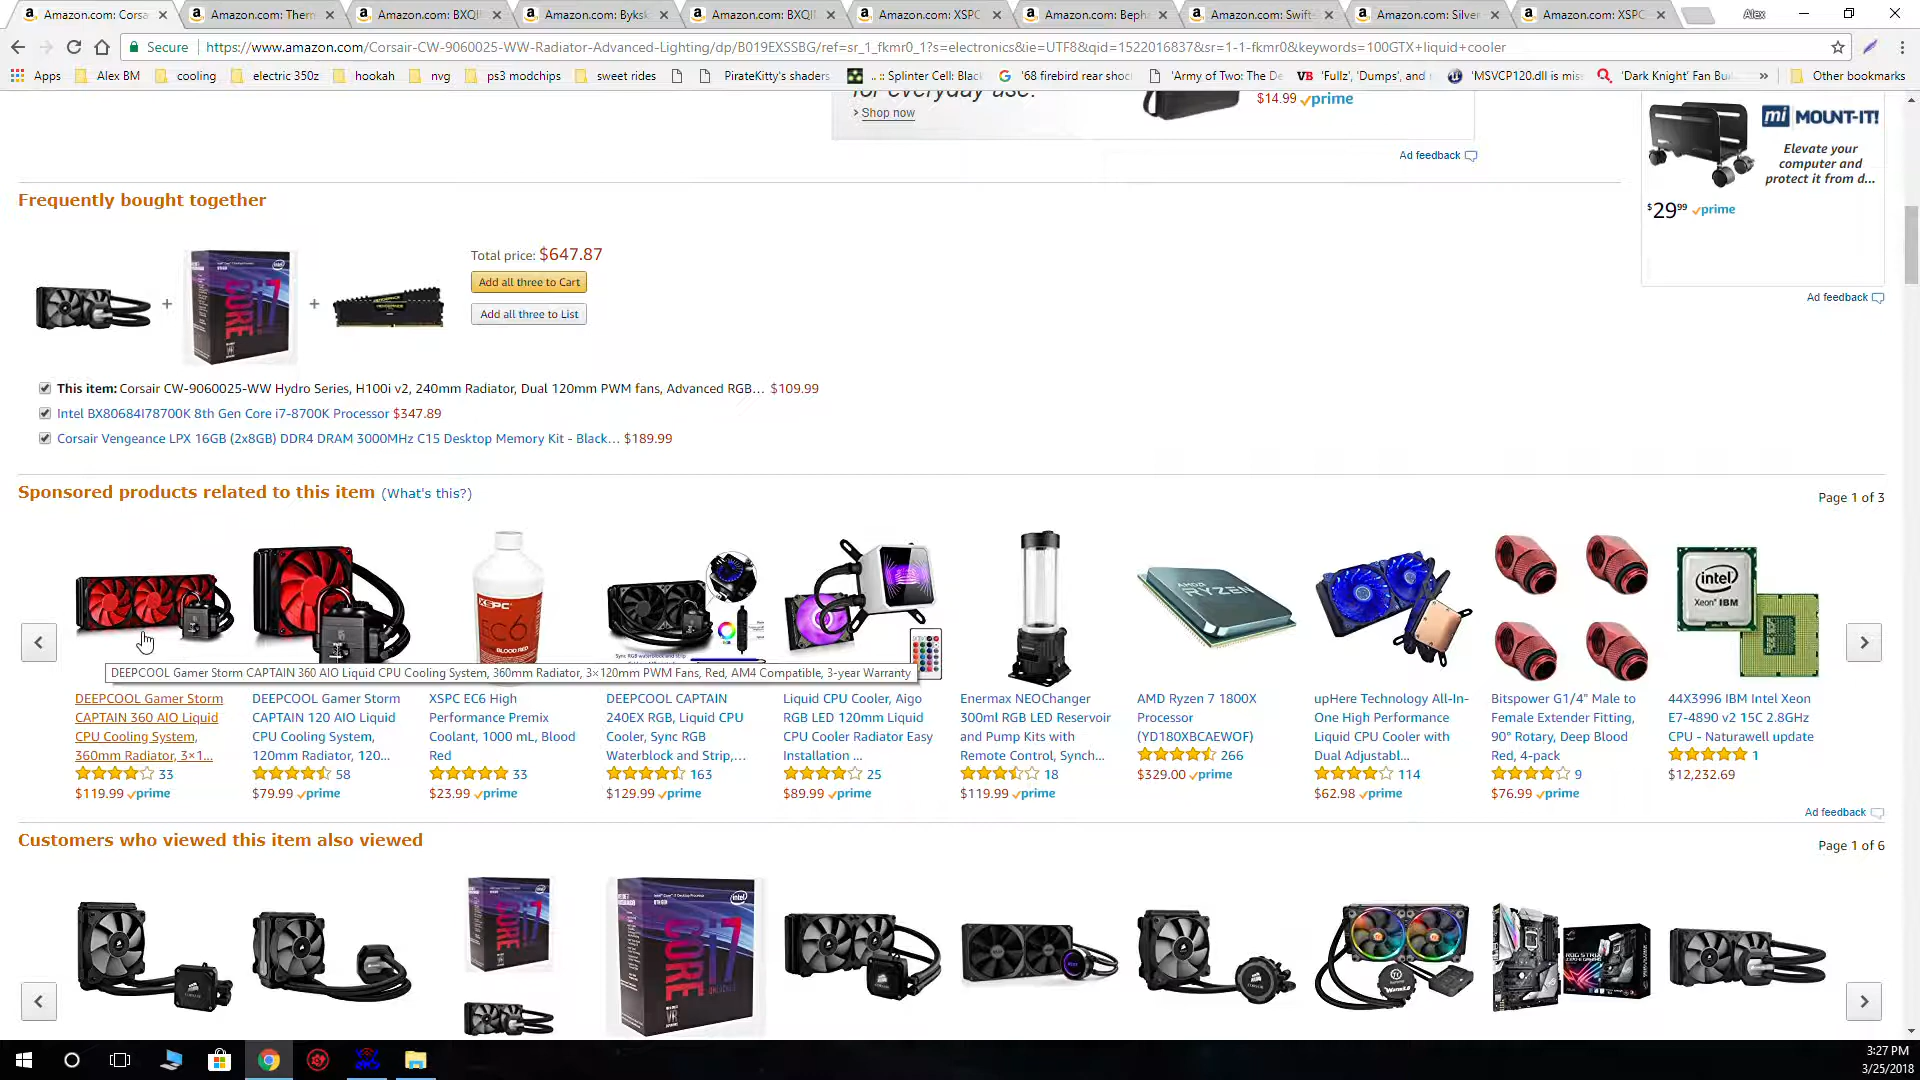 Amazon.com: Corsa
Amazon.com: Them
Amazon.com: BXQI
Amazon.com: Byksk
Amazon.com: BXQI
Amazon.com: XSPC
Amazon.com: Beph
Amazon.com: Swift
Amazon.com: Silver
Amazon.com: XSPC
Alex
Secure
https://www.amazon.com/Corsair-CW-9060025-WW-Radiator-Advanced-Lighting/dp/B019EXSSBG/ref=sr_1_fkmr0_1?s=electronics&ie=UTF8&qid=1522016837&sr=1-1-fkmr0&keywords=100GTX+liquid+cooler
Apps
Alex BM
cooling
electric 350z
hookah
nvg
ps3 modchips
sweet rides
PirateKitty's shaders
.. :: Splinter Cell: Blac
'68 firebird rear shoc
'Army of Two: The De
'Fullz', 'Dumps', and
'MSVCP120.dll is mis
'Dark Knight' Fan Bu
Other bookmarks
for everyday use.
Shop now
$14.99 prime
Ad feedback
mi MOUNT-IT!
Elevate your
computer and
protect it from d...
$29.99 prime
Ad feedback
Frequently bought together
Total price: $647.87
Add all three to Cart
Add all three to List
This item: Corsair CW-9060025-WW Hydro Series, H100i v2, 240mm Radiator, Dual 120mm PWM fans, Advanced RGB… $109.99
Intel BX80684I78700K 8th Gen Core i7-8700K Processor $347.89
Corsair Vengeance LPX 16GB (2x8GB) DDR4 DRAM 3000MHz C15 Desktop Memory Kit - Black… $189.99
Sponsored products related to this item (What's this?)
Page 1 of 3
XSPC
EC6
BLOOD RED
AMD
RYZEN
intel
Xeon® IBM
DEEPCOOL Gamer Storm CAPTAIN 360 AIO Liquid CPU Cooling System, 360mm Radiator, 3×120mm PWM Fans, Red, AM4 Compatible, 3-year Warranty
DEEPCOOL Gamer Storm
CAPTAIN 360 AIO Liquid
CPU Cooling System,
360mm Radiator, 3×1...
33
$119.99 prime
DEEPCOOL Gamer Storm
CAPTAIN 120 AIO Liquid
CPU Cooling System,
120mm Radiator, 120...
58
$79.99 prime
XSPC EC6 High
Performance Premix
Coolant, 1000 mL, Blood
Red
33
$23.99 prime
DEEPCOOL CAPTAIN
240EX RGB, Liquid CPU
Cooler, Sync RGB
Waterblock and Strip,...
163
$129.99 prime
Liquid CPU Cooler, Aigo
RGB LED 120mm Liquid
CPU Cooler Radiator Easy
Installation ...
25
$89.99 prime
Enermax NEOChanger
300ml RGB LED Reservoir
and Pump Kits with
Remote Control, Synch...
18
$119.99 prime
AMD Ryzen 7 1800X
Processor
(YD180XBCAEWOF)
266
$329.00 prime
upHere Technology All-In-
One High Performance
Liquid CPU Cooler with
Dual Adjustabl...
114
$62.98 prime
Bitspower G1/4" Male to
Female Extender Fitting,
90° Rotary, Deep Blood
Red, 4-pack
9
$76.99 prime
44X3996 IBM Intel Xeon
E7-4890 v2 15C 2.8GHz
CPU - Naturawell update
1
$12,232.69
Ad feedback
Customers who viewed this item also viewed
Page 1 of 6
3:27 PM
3/25/2018